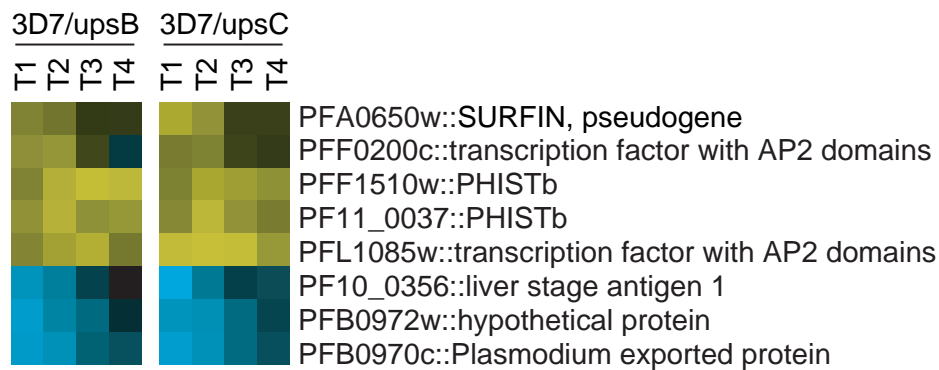 3D7/upsB 3D7/upsC
T1 T2 T3 T4 T1 T2 T3 T4
PFA0650w::SURFIN, pseudogene
PFF0200c::transcription factor with AP2 domains
PFF1510w::PHISTb
PF11_0037::PHISTb
PFL1085w::transcription factor with AP2 domains
PF10_0356::liver stage antigen 1
PFB0972w::hypothetical protein
PFB0970c::Plasmodium exported protein